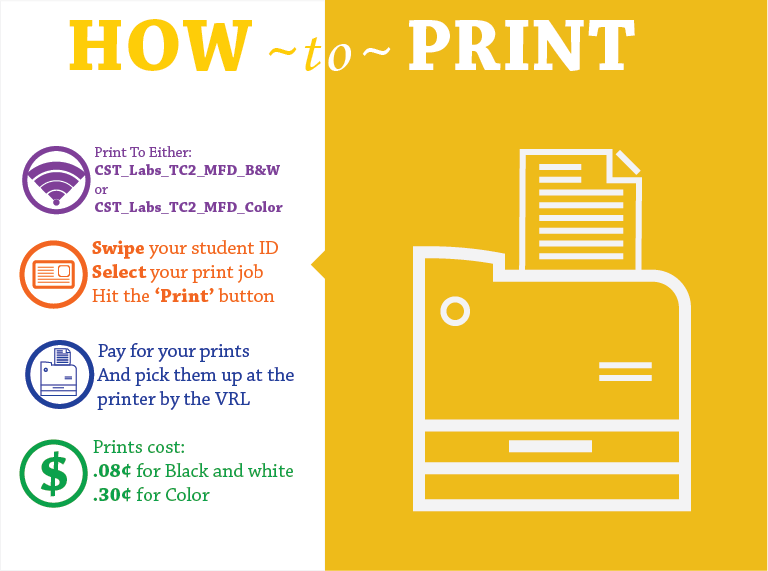 HOW ~to~ PRINT
Print To Either:
CST_Labs_TC2_MFD_B&W
or
CST_Labs_TC2_MFD_Color
Swipe your student ID
Select your print job
Hit the ‘Print’ button
Pay for your prints
And pick them up at the
printer by the VRL
$
Prints cost:
.08¢ for Black and white
.30¢ for Color